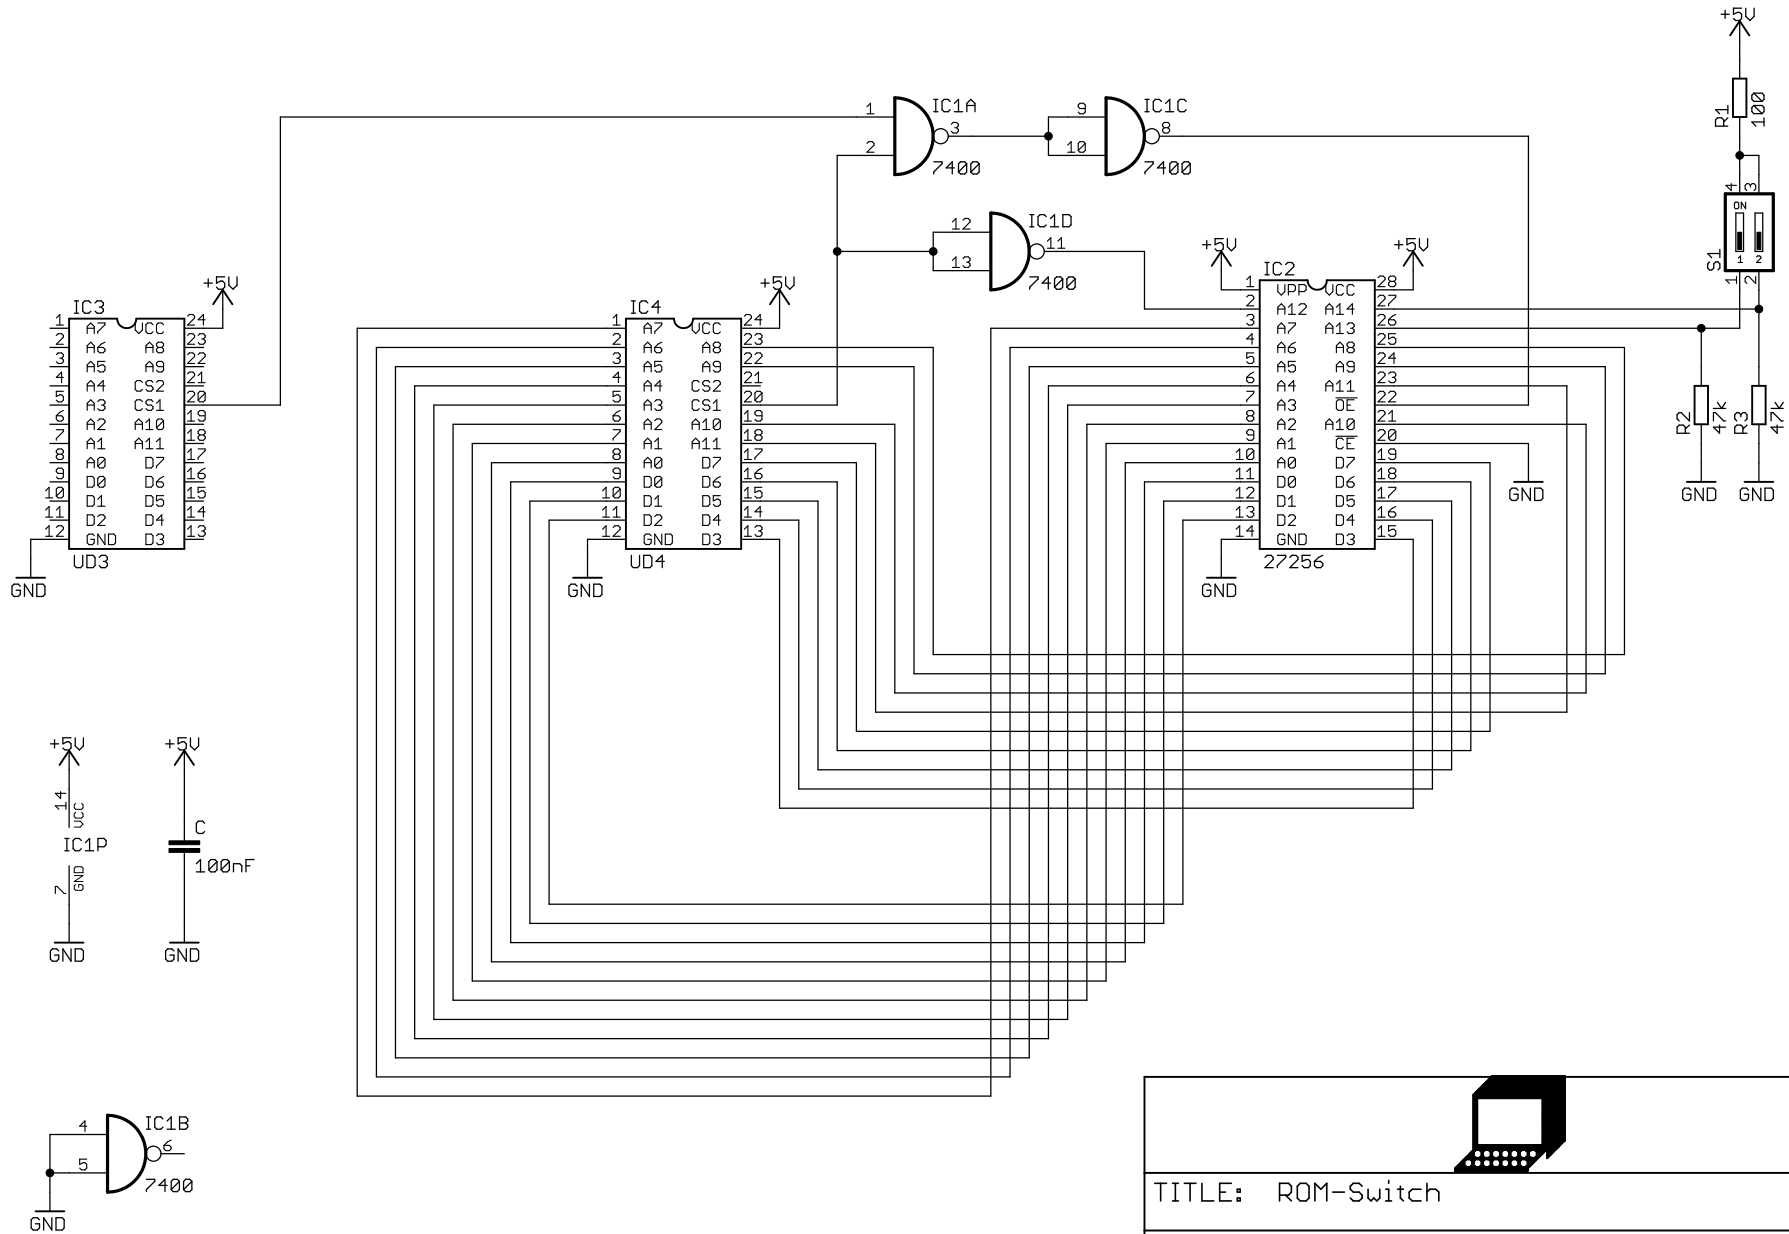 +5V
R1
100
4
3
ON
1 2
S1
1
2
R2
47k
R3
47k
GND
GND
1
2
IC1A
3
7400
9
10
IC1C
8
7400
12
13
IC1D
11
7400
+5V
IC3
1 A7 VCC 24
2 A6 A8 23
3 A5 A9 22
4 A4 CS2 21
5 A3 CS1 20
6 A2 A10 19
7 A1 A11 18
8 A0 D7 17
9 D0 D6 16
10 D1 D5 15
11 D2 D4 14
12 GND D3 13
UD3
GND
+5V
IC4
1 A7 VCC 24
2 A6 A8 23
3 A5 A9 22
4 A4 CS2 21
5 A3 CS1 20
6 A2 A10 19
7 A1 A11 18
8 A0 D7 17
9 D0 D6 16
10 D1 D5 15
11 D2 D4 14
12 GND D3 13
UD4
GND
+5V
+5V
IC2
1 VPP VCC 28
2 A12 A14 27
3 A7 A13 26
4 A6 A8 25
5 A5 A9 24
6 A4 A11 23
7 A3 OE 22
8 A2 A10 21
9 A1 CE 20
10 A0 D7 19
11 D0 D6 18
12 D1 D5 17
13 D2 D4 16
14 GND D3 15
27256
GND
GND
+5V
14
VCC
IC1P
7
GND
GND
+5V
C
100nF
GND
4
5
IC1B
6
7400
GND
TITLE: ROM-Switch